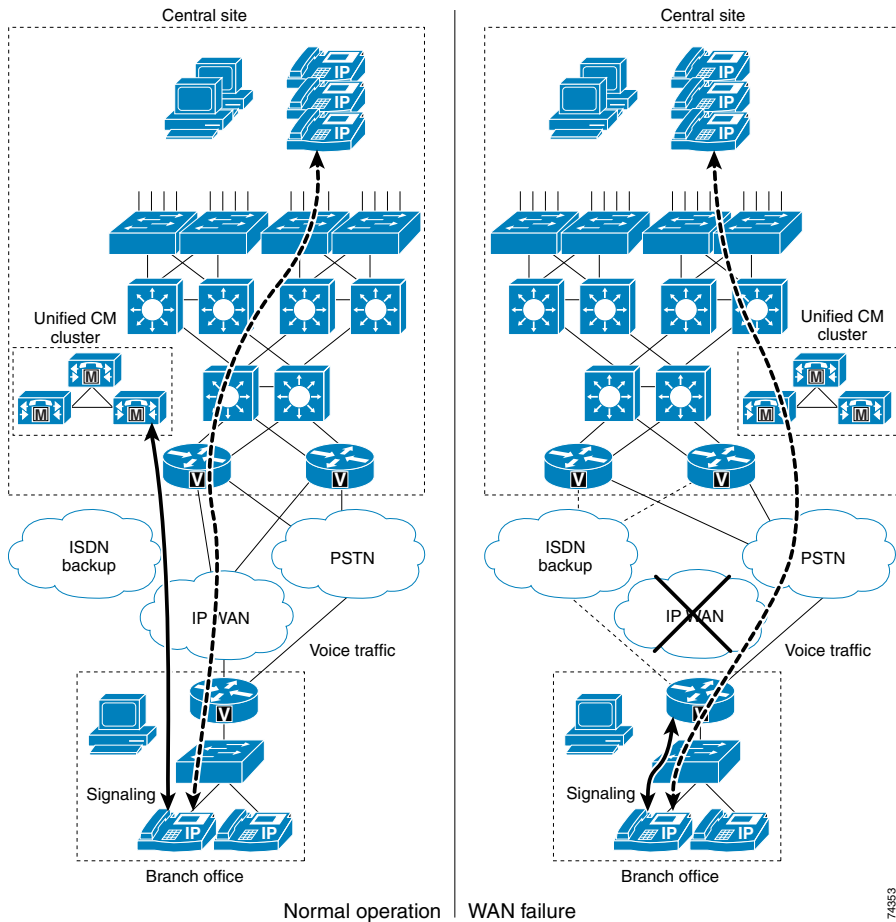 Central site
IP
IP
IP
Unified CM
cluster
M
M
M
V
V
ISDN
backup
PSTN
IP WAN
Voice traffic
V
Signaling
IP
IP
Branch office
Normal operation
Central site
IP
IP
IP
Unified CM
cluster
M
M
M
V
V
ISDN
backup
PSTN
IP WAN
Voice traffic
V
Signaling
IP
IP
Branch office
WAN failure
74353